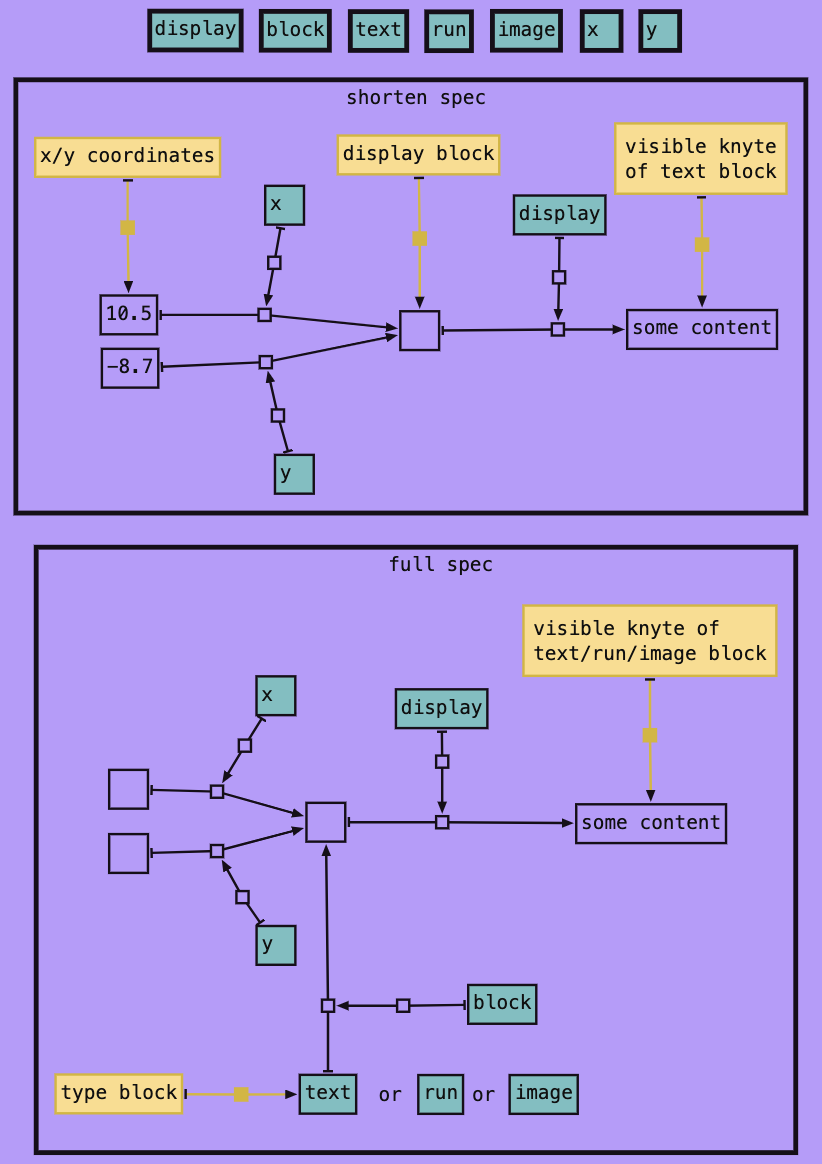 display block text run image x y
shorten spec
x/y coordinates
display block
visible knyte
of text block
x
display
10.5
some content
−8.7
y
full spec
visible knyte of
text/run/image block
x
display
some content
y
block
type block
text or run or image